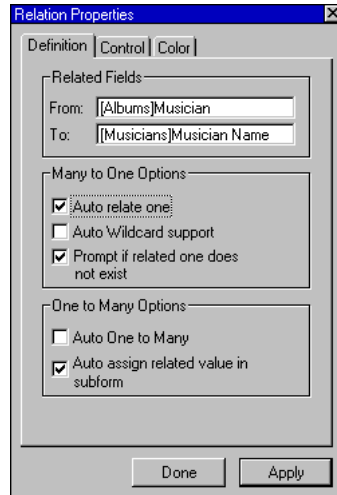 Relation Properties
Definition Control Color
Related Fields
From: [Albums]Musician
To: [Musicians]Musician Name
Many to One Options
Auto relate one
Auto Wildcard support
Prompt if related one does
not exist
One to Many Options
Auto One to Many
Auto assign related value in
subform
Done Apply